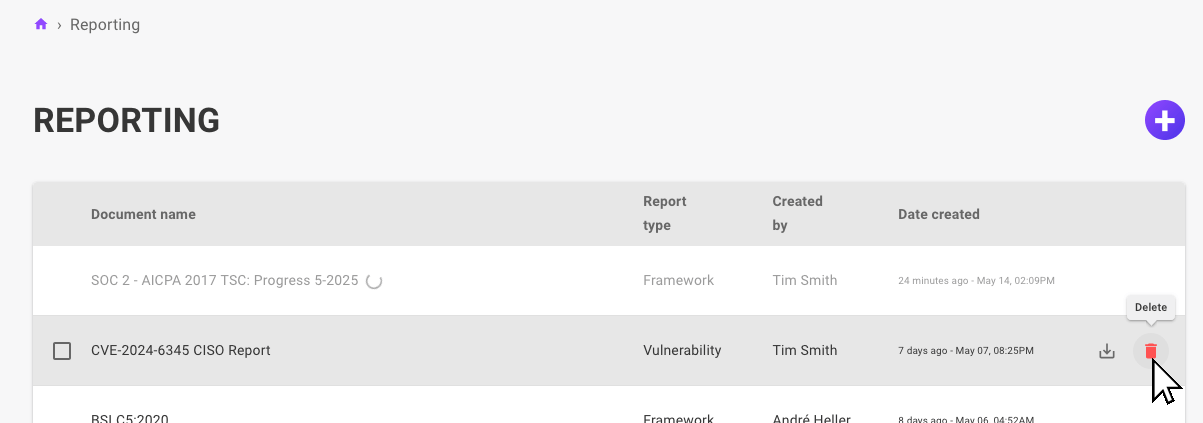 › Reporting
REPORTING
Document name
Report type
Created by
Date created
SOC 2 - AICPA 2017 TSC: Progress 5-2025
Framework
Tim Smith
24 minutes ago - May 14, 02:09PM
Delete
CVE-2024-6345 CISO Report
Vulnerability
Tim Smith
7 days ago - May 07, 08:25PM
BSI C5:2020
Framework
André Heller
8 days ago - May 06, 04:52AM